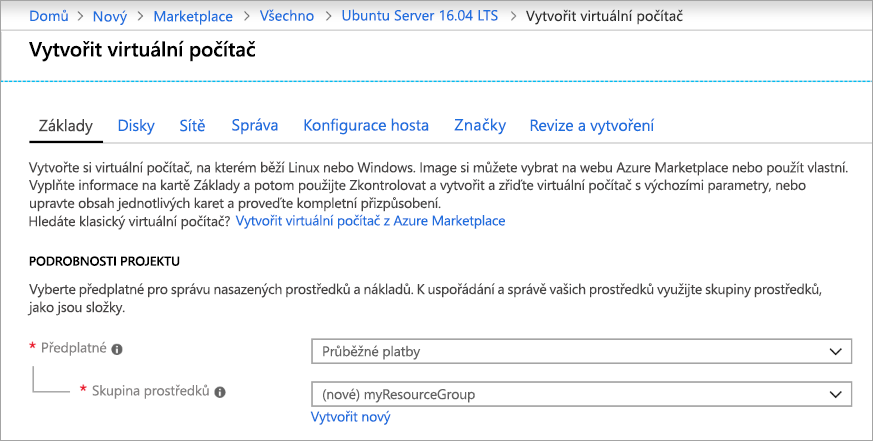 Domů > Nový > Marketplace > Všechno > Ubuntu Server 16.04 LTS > Vytvořit virtuální počítač
Vytvořit virtuální počítač
Základy Disky Sítě Správa Konfigurace hosta Značky Revize a vytvoření
Vytvořte si virtuální počítač, na kterém běží Linux nebo Windows. Image si můžete vybrat na webu Azure Marketplace nebo použít vlastní.
Vyplňte informace na kartě Základy a potom použijte Zkontrolovat a vytvořit a zřiďte virtuální počítač s výchozími parametry, nebo
upravte obsah jednotlivých karet a proveďte kompletní přizpůsobení.
Hledáte klasický virtuální počítač? Vytvořit virtuální počítač z Azure Marketplace
PODROBNOSTI PROJEKTU
Vyberte předplatné pro správu nasazených prostředků a nákladů. K uspořádání a správě vašich prostředků využijte skupiny prostředků,
jako jsou složky.
* Předplatné Průběžné platby
* Skupina prostředků (nové) myResourceGroup
Vytvořit nový